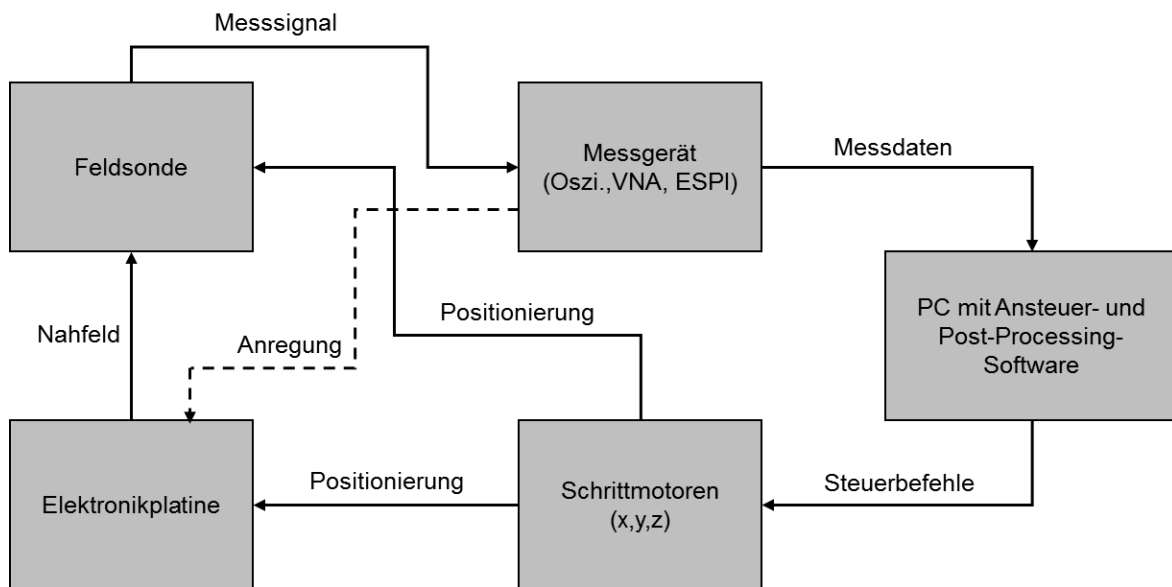 Messsignal
Feldsonde
Messgerät
(Oszi.,VNA, ESPI)
Messdaten
PC mit Ansteuer- und
Post-Processing-
Software
Nahfeld
Anregung
Positionierung
Elektronikplatine
Positionierung
Schrittmotoren
(x,y,z)
Steuerbefehle